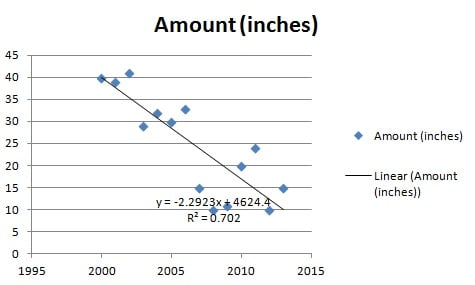 Amount (inches)
45
40
35
30
25
20
15
10
5
0
1995
2000
2005
2010
2015
y = -2.2923x + 4624.4
R² = 0.702
Amount (inches)
Linear (Amount
(inches))